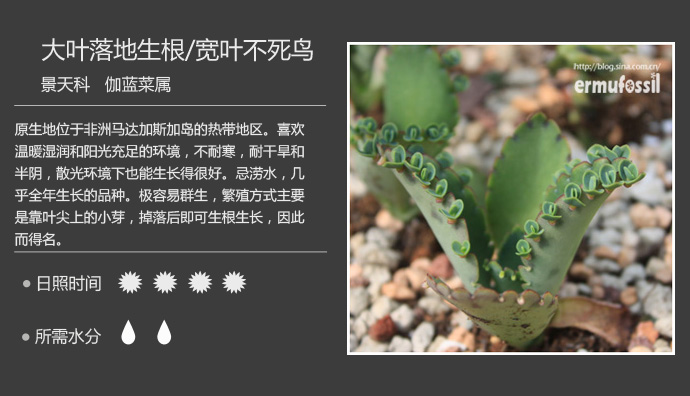 大叶落地生根/宽叶不死鸟
景天科 伽蓝菜属
原生地位于非洲马达加斯加岛的热带地区。喜欢
温暖湿润和阳光充足的环境，不耐寒，耐干旱和
半阴，散光环境下也能生长得很好。忌涝水，几
乎全年生长的品种。极容易群生，繁殖方式主要
是靠叶尖上的小芽，掉落后即可生根生长，因此
而得名。
日照时间
所需水分
http://blog.sina.com.cn/
ermufossil